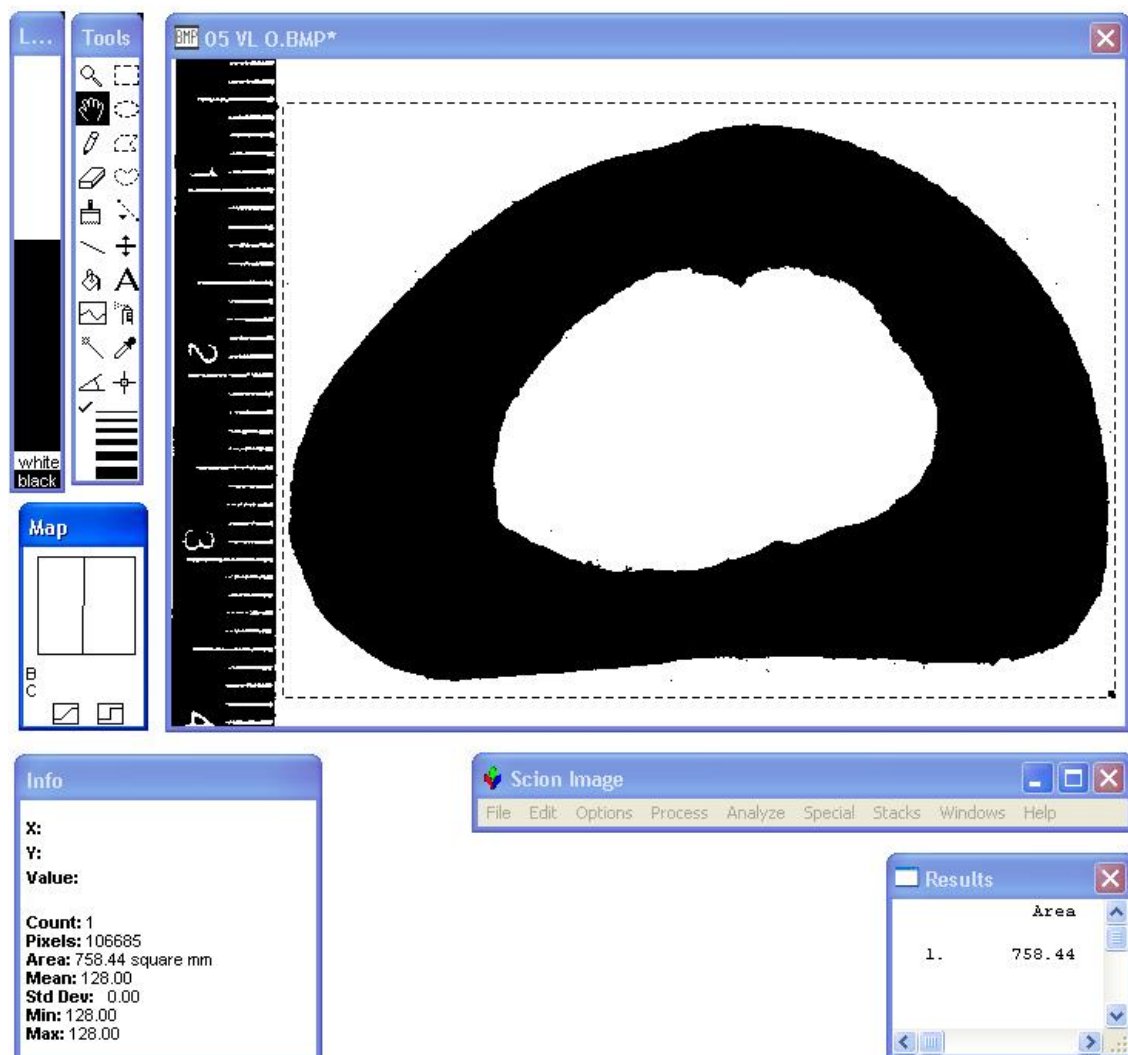 L...
Tools
BMP 05 VL O.BMP*
A
white
black
1
2
3
4
Map
B
C
Info
X:
Y:
Value:
Count: 1
Pixels: 106685
Area: 758.44 square mm
Mean: 128.00
Std Dev: 0.00
Min: 128.00
Max: 128.00
Scion Image
File Edit Options Process Analyze Special Stacks Windows Help
Results
Area
1. 758.44